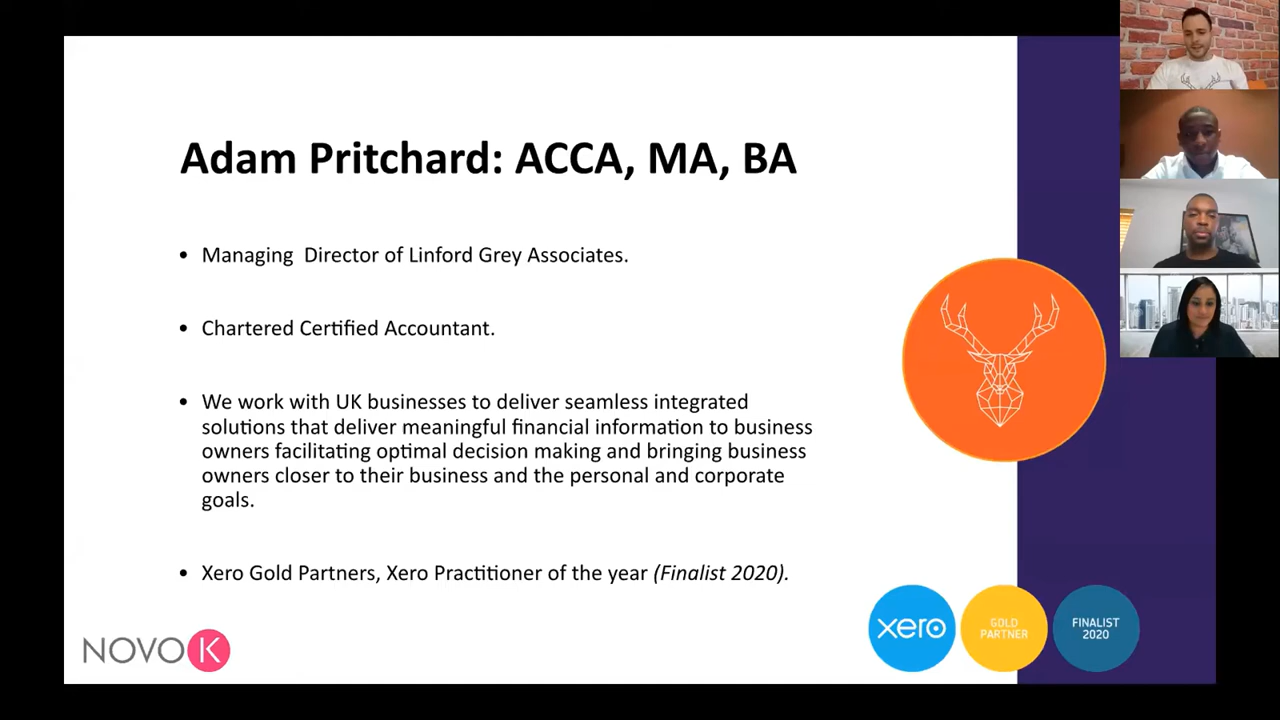 Adam Pritchard: ACCA, MA, BA
• Managing  Director of Linford Grey Associates.
• Chartered Certified Accountant.
• We work with UK businesses to deliver seamless integrated
solutions that deliver meaningful financial information to business
owners facilitating optimal decision making and bringing business
owners closer to their business and the personal and corporate
goals.
• Xero Gold Partners, Xero Practitioner of the year (Finalist 2020).
NOVO K
xero
GOLD
PARTNER
FINALIST
2020